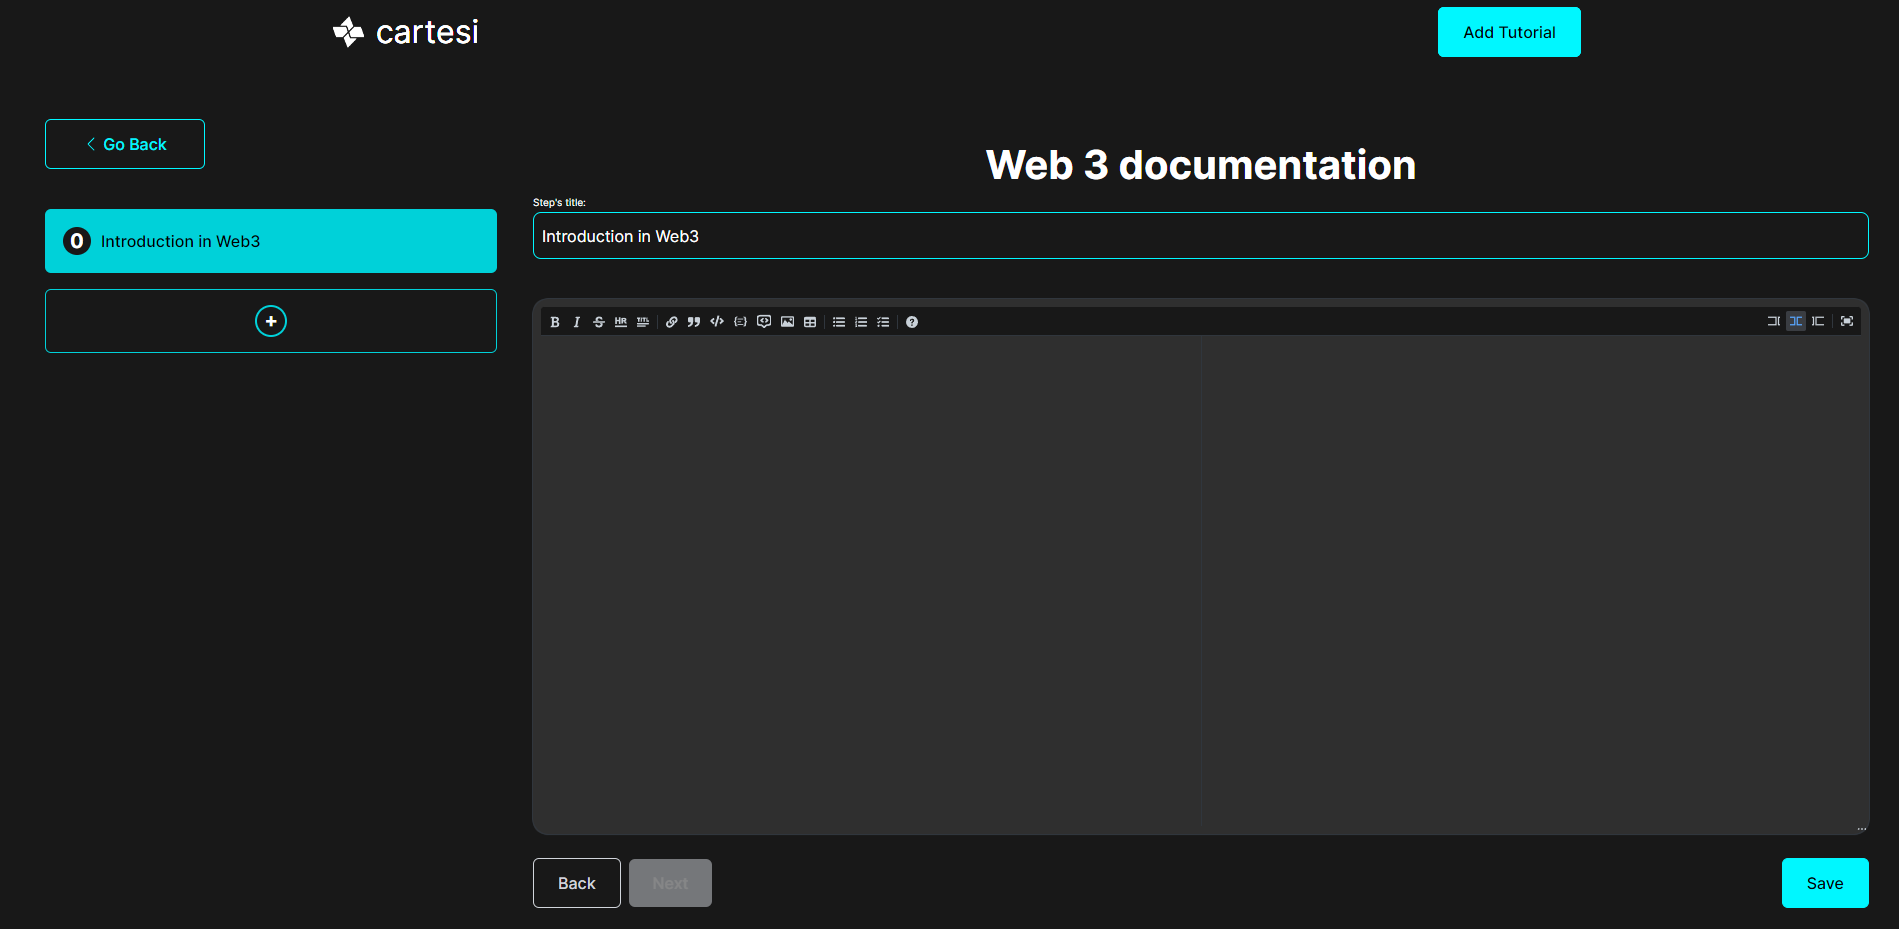 cartesi
Add Tutorial
Go Back
Web 3 documentation
Step's title:
0 Introduction in Web3
Introduction in Web3
B I S HR TITL
Back
Next
Save